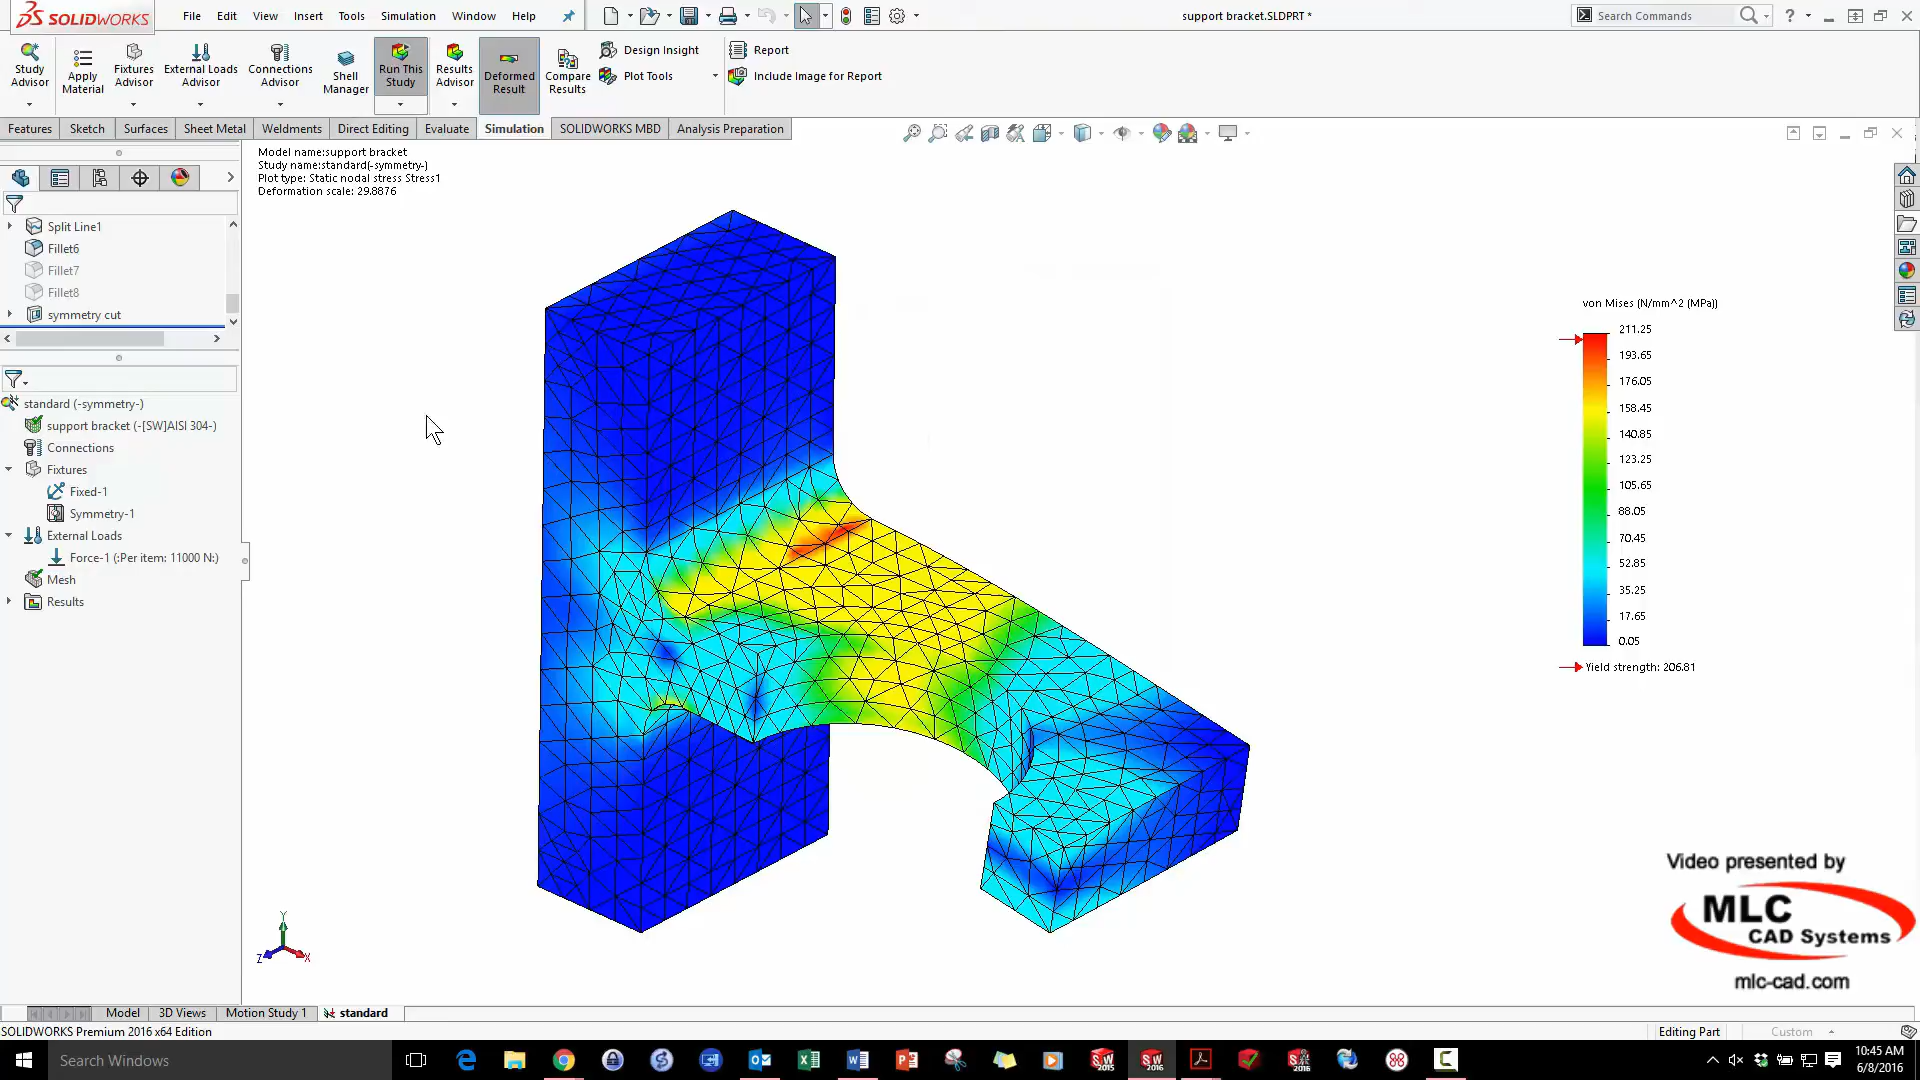 SOLIDWORKS
File Edit View Insert Tools Simulation Window Help
support bracket.SLDPRT *
Search Commands
Study Advisor
Apply Material
Fixtures Advisor
External Loads Advisor
Connections Advisor
Shell Manager
Run This Study
Results Advisor
Deformed Result
Compare Results
Design Insight
Plot Tools
Report
Include Image for Report
Features Sketch Surfaces Sheet Metal Weldments Direct Editing Evaluate Simulation SOLIDWORKS MBD Analysis Preparation
Model name:support bracket
Study name:standard(-symmetry-)
Plot type: Static nodal stress Stress1
Deformation scale: 29.8876
Split Line1
Fillet6
Fillet7
Fillet8
symmetry cut
standard (-symmetry-)
support bracket (-[SW]AISI 304-)
Connections
Fixtures
Fixed-1
Symmetry-1
External Loads
Force-1 (:Per item: 11000 N:)
Mesh
Results
von Mises (N/mm^2 (MPa))
211.25
193.65
176.05
158.45
140.85
123.25
105.65
88.05
70.45
52.85
35.25
17.65
0.05
Yield strength: 206.81
Y
Z
X
Video presented by
MLC
CAD Systems
mlc-cad.com
Model 3D Views Motion Study 1 standard
SOLIDWORKS Premium 2016 x64 Edition
Editing Part
Custom
Search Windows
10:45 AM
6/8/2016